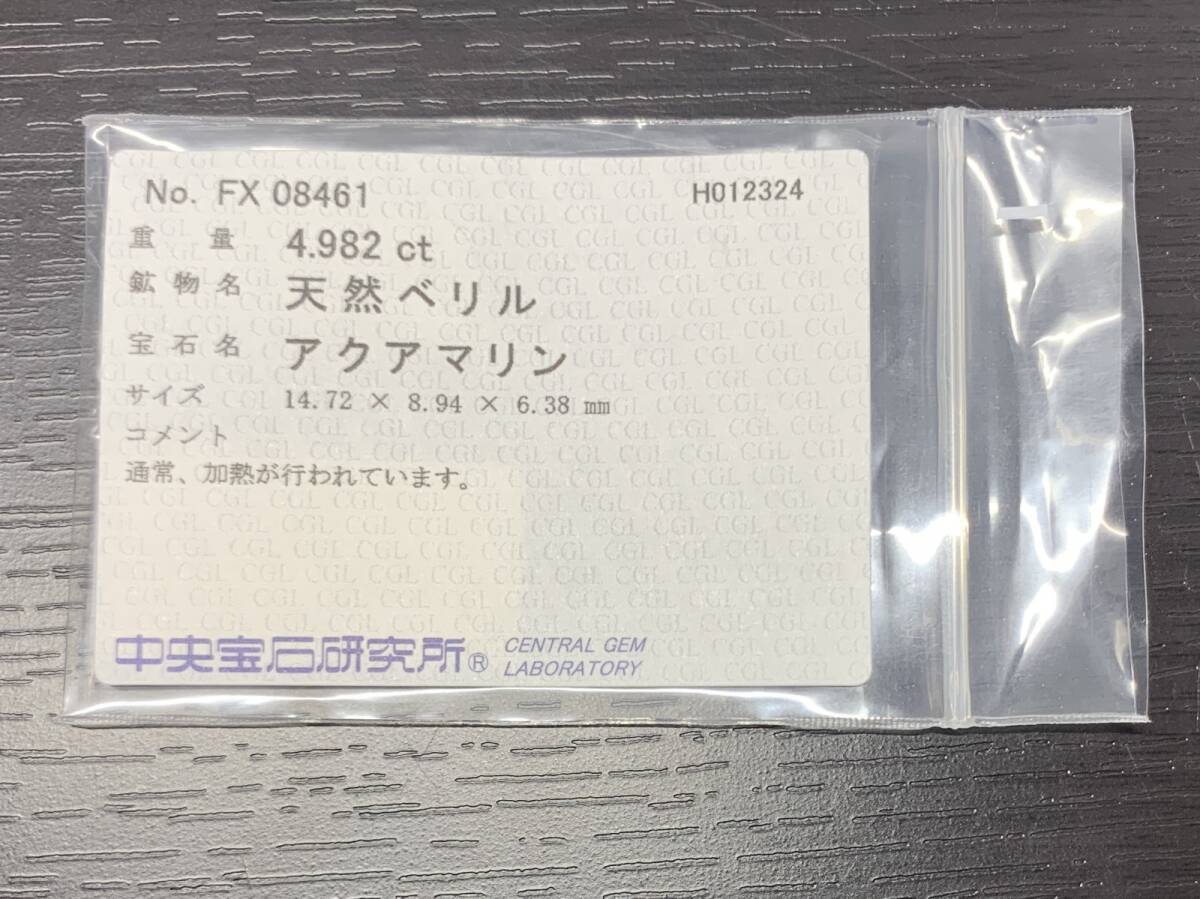 No. FX 08461 H012324
重量 4.982 ct
鉱物名 天然ベリル
宝石名 アクアマリン
サイズ 14.72 × 8.94 × 6.38 mm
コメント
通常、加熱が行われています。
中央宝石研究所® CENTRAL GEM
LABORATORY